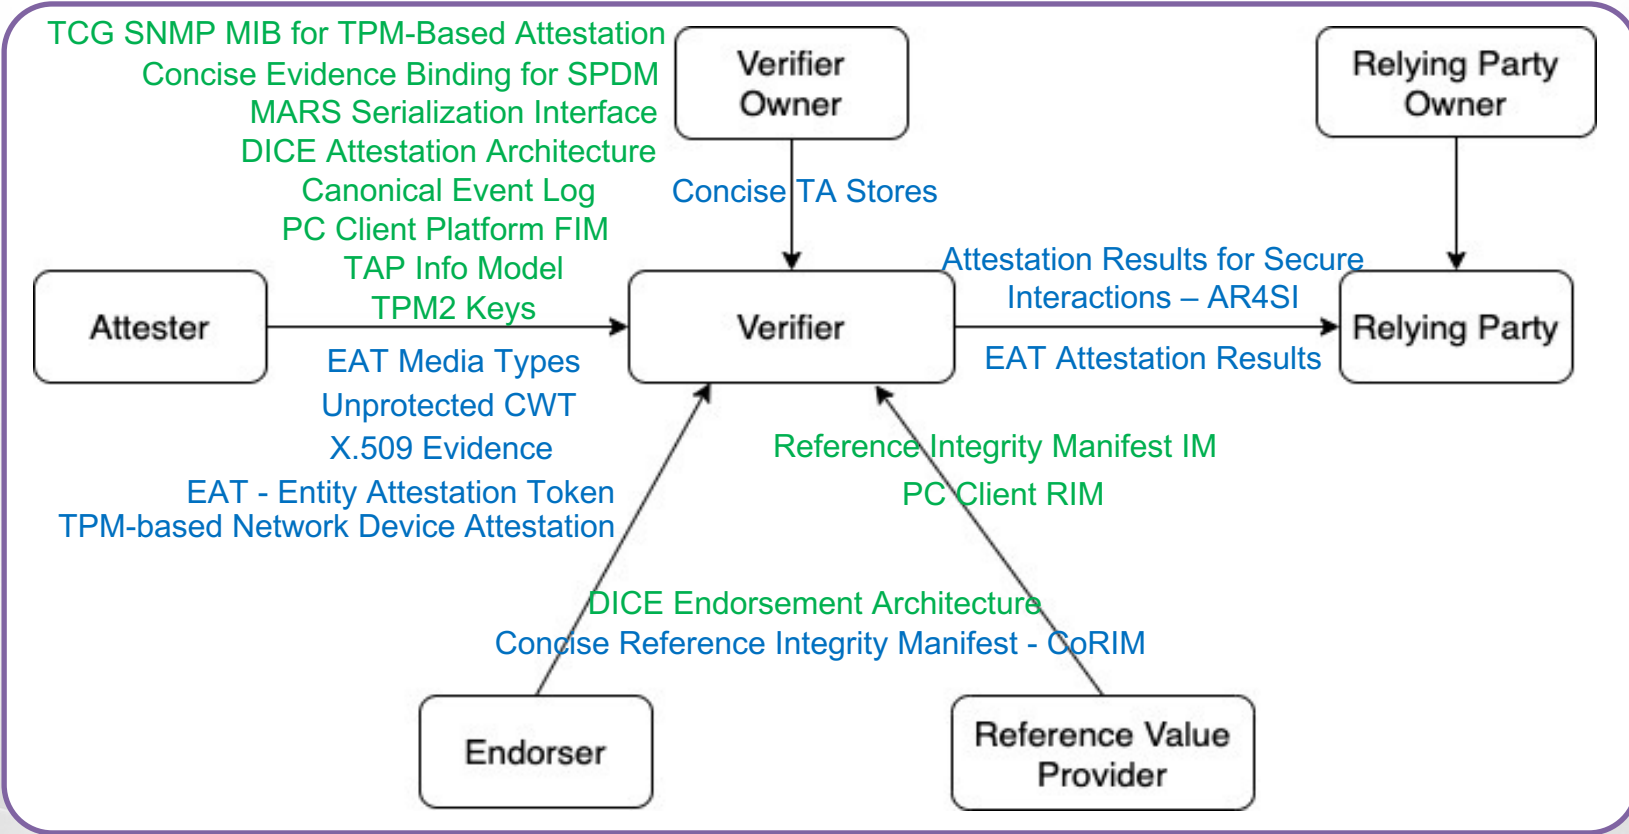 TCG SNMP MIB for TPM-Based Attestation
Concise Evidence Binding for SPDM
MARS Serialization Interface
DICE Attestation Architecture
Canonical Event Log
PC Client Platform FIM
TAP Info Model
TPM2 Keys
Verifier
Owner
Relying Party
Owner
Concise TA Stores
Attester
Verifier
Attestation Results for Secure
Interactions – AR4SI
EAT Attestation Results
Relying Party
EAT Media Types
Unprotected CWT
X.509 Evidence
EAT - Entity Attestation Token
TPM-based Network Device Attestation
Reference Integrity Manifest IM
PC Client RIM
DICE Endorsement Architecture
Concise Reference Integrity Manifest - CoRIM
Endorser
Reference Value
Provider